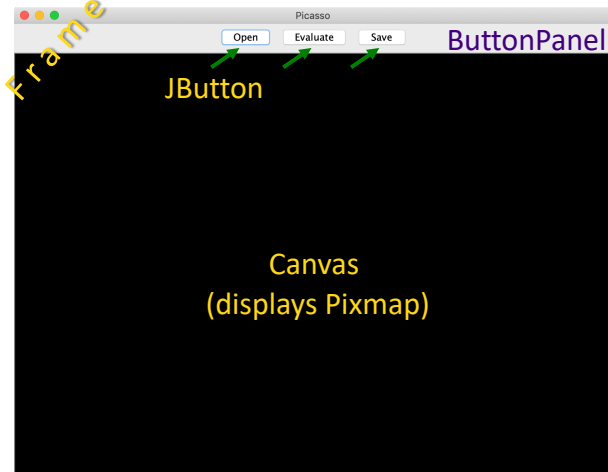 Picasso
Open Evaluate Save
ButtonPanel
Frame
JButton
Canvas
(displays Pixmap)